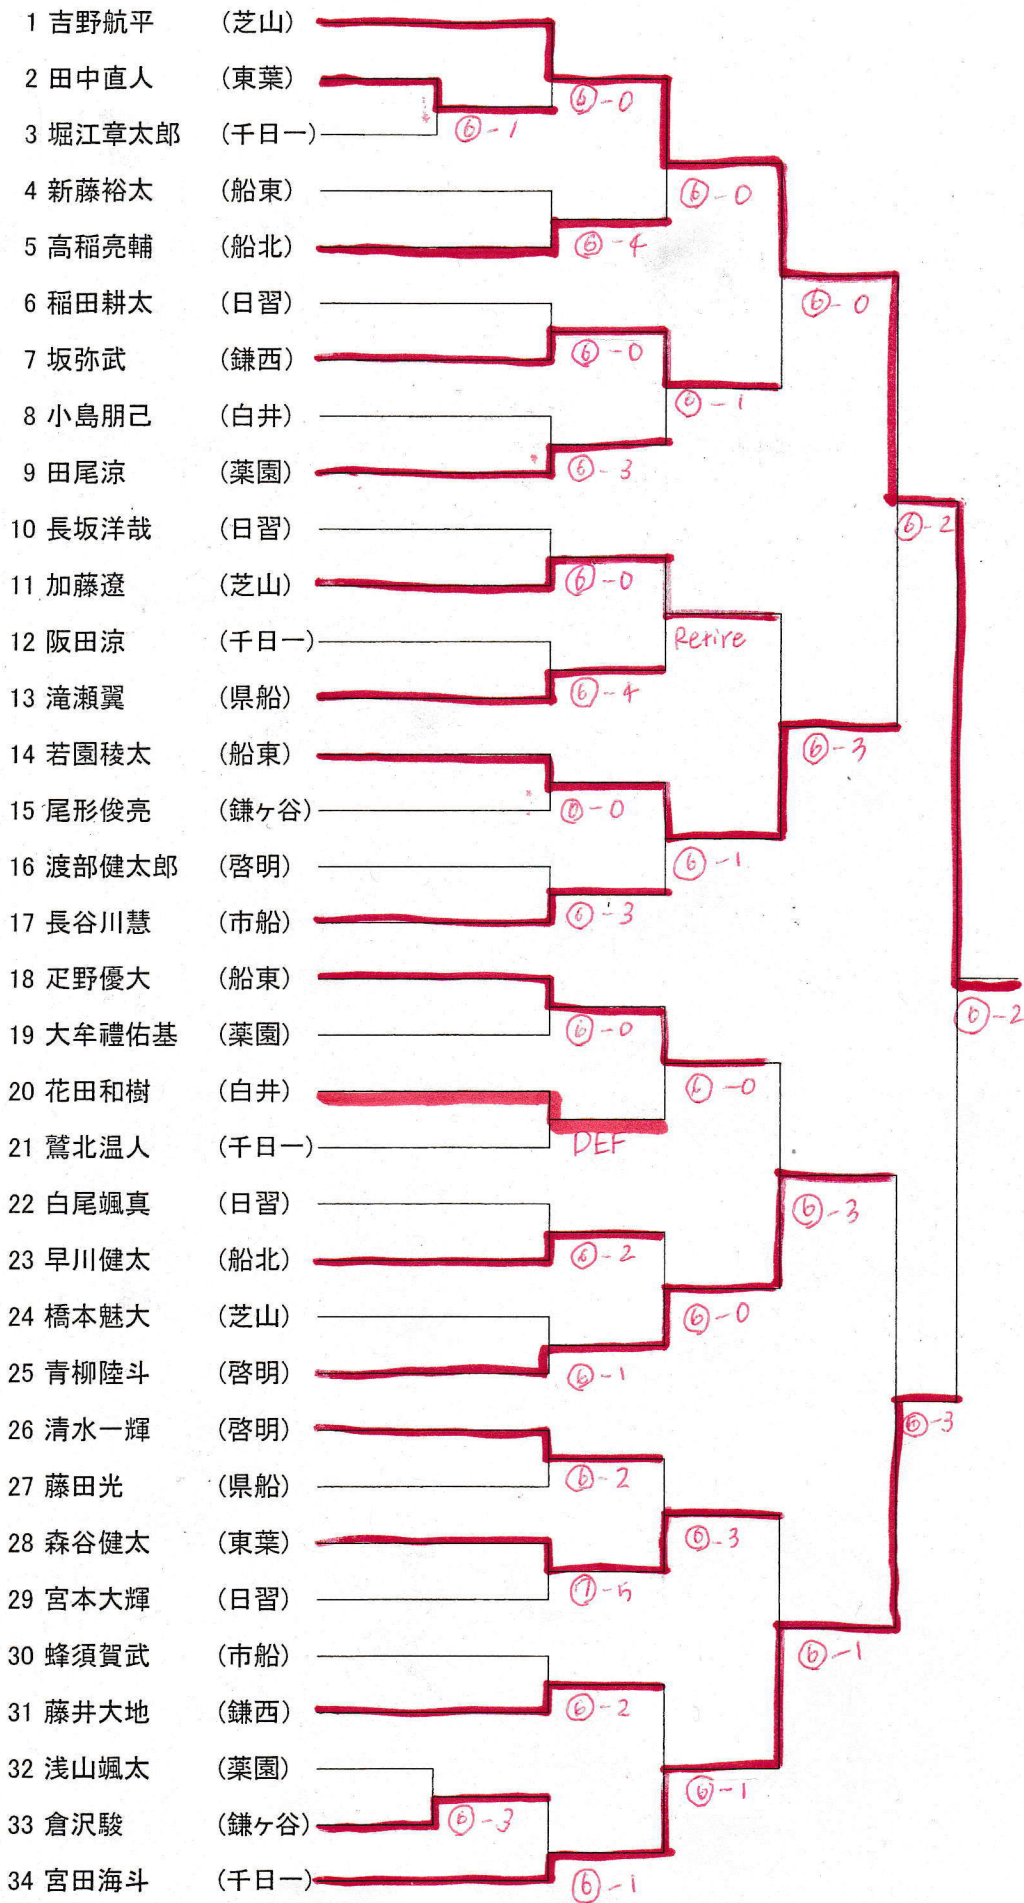 1 吉野航平 (芝山)
2 田中直人 (東葉)
⑥-0
3 堀江章太郎 (千日一)
⑥-1
4 新藤裕太 (船東)
⑥-0
5 高稲亮輔 (船北)
⑥-4
6 稲田耕太 (日習)
⑥-0
7 坂弥武 (鎌西)
⑥-0
8 小島朋己 (白井)
⑥-1
9 田尾涼 (薬園)
⑥-3
10 長坂洋哉 (日習)
⑥-2
11 加藤遼 (芝山)
⑥-0
12 阪田涼 (千日一)
Retire
13 滝瀬翼 (県船)
⑥-4
14 若園稜太 (船東)
⑥-3
15 尾形俊亮 (鎌ヶ谷)
⑥-0
16 渡部健太郎 (啓明)
⑥-1
17 長谷川慧 (市船)
⑥-3
18 疋野優大 (船東)
19 大牟禮佑基 (薬園)
⑥-0
⑥-2
20 花田和樹 (白井)
⑥-0
21 鷲北温人 (千日一)
DEF
22 白尾颯真 (日習)
⑥-3
23 早川健太 (船北)
⑥-2
24 橋本魅大 (芝山)
⑥-0
25 青柳陸斗 (啓明)
⑥-1
26 清水一輝 (啓明)
⑥-3
27 藤田光 (県船)
⑥-2
28 森谷健太 (東葉)
⑥-3
29 宮本大輝 (日習)
⑦-5
30 蜂須賀武 (市船)
⑥-1
31 藤井大地 (鎌西)
⑥-2
32 浅山颯太 (薬園)
⑥-1
33 倉沢駿 (鎌ヶ谷)
⑥-3
34 宮田海斗 (千日一)
⑥-1